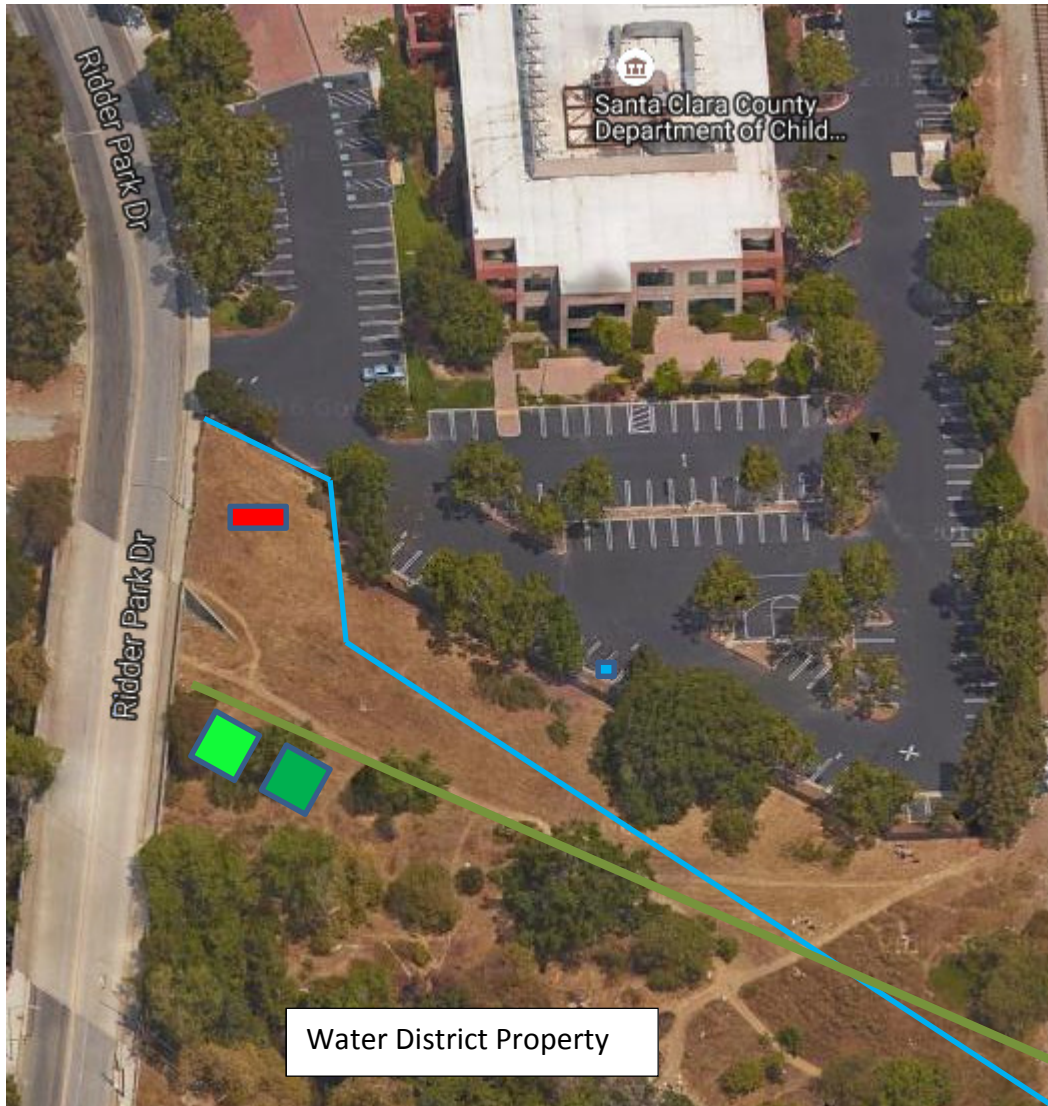 Ridder Park Dr
Santa Clara County
Department of Child...
Ridder Park Dr
Water District Property